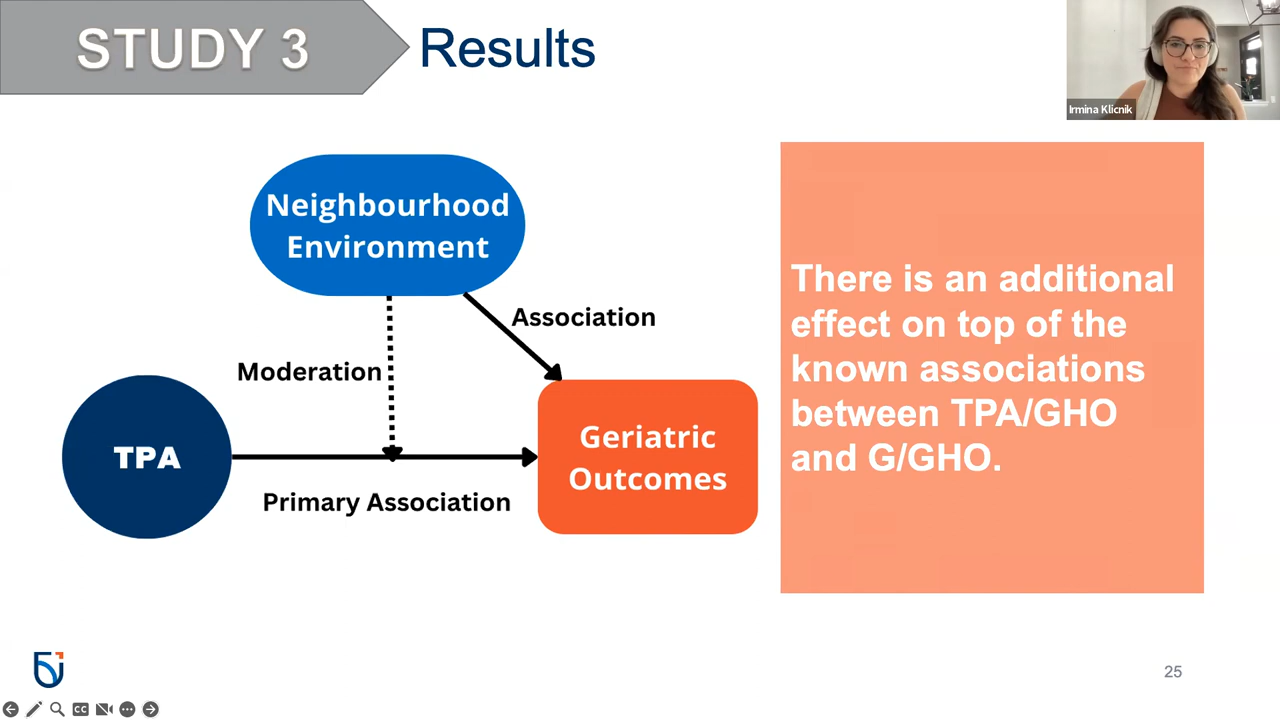 STUDY 3
Results
Irmina Klicnik
Neighbourhood
Environment
Association
Moderation
TPA
Geriatric
Outcomes
Primary Association
There is an additional
effect on top of the
known associations
between TPA/GHO
and G/GHO.
25
CC